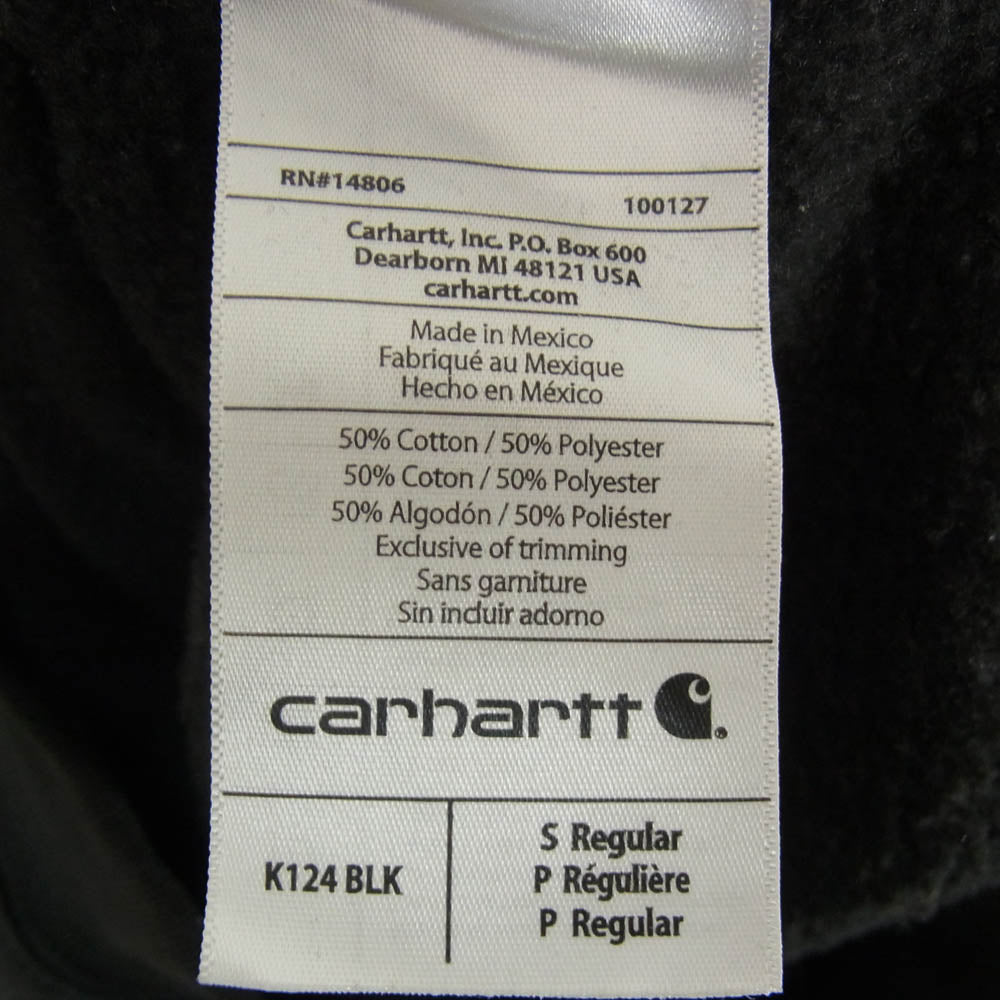 RN#14806 100127
Carhartt, Inc. P.O. Box 600
Dearborn MI 48121 USA
carhartt.com
Made in Mexico
Fabriqué au Mexique
Hecho en México
50% Cotton / 50% Polyester
50% Coton / 50% Polyester
50% Algodón / 50% Poliéster
Exclusive of trimming
Sans garniture
Sin incluir adorno
carhartt
K124 BLK
S Regular
P Régulière
P Regular